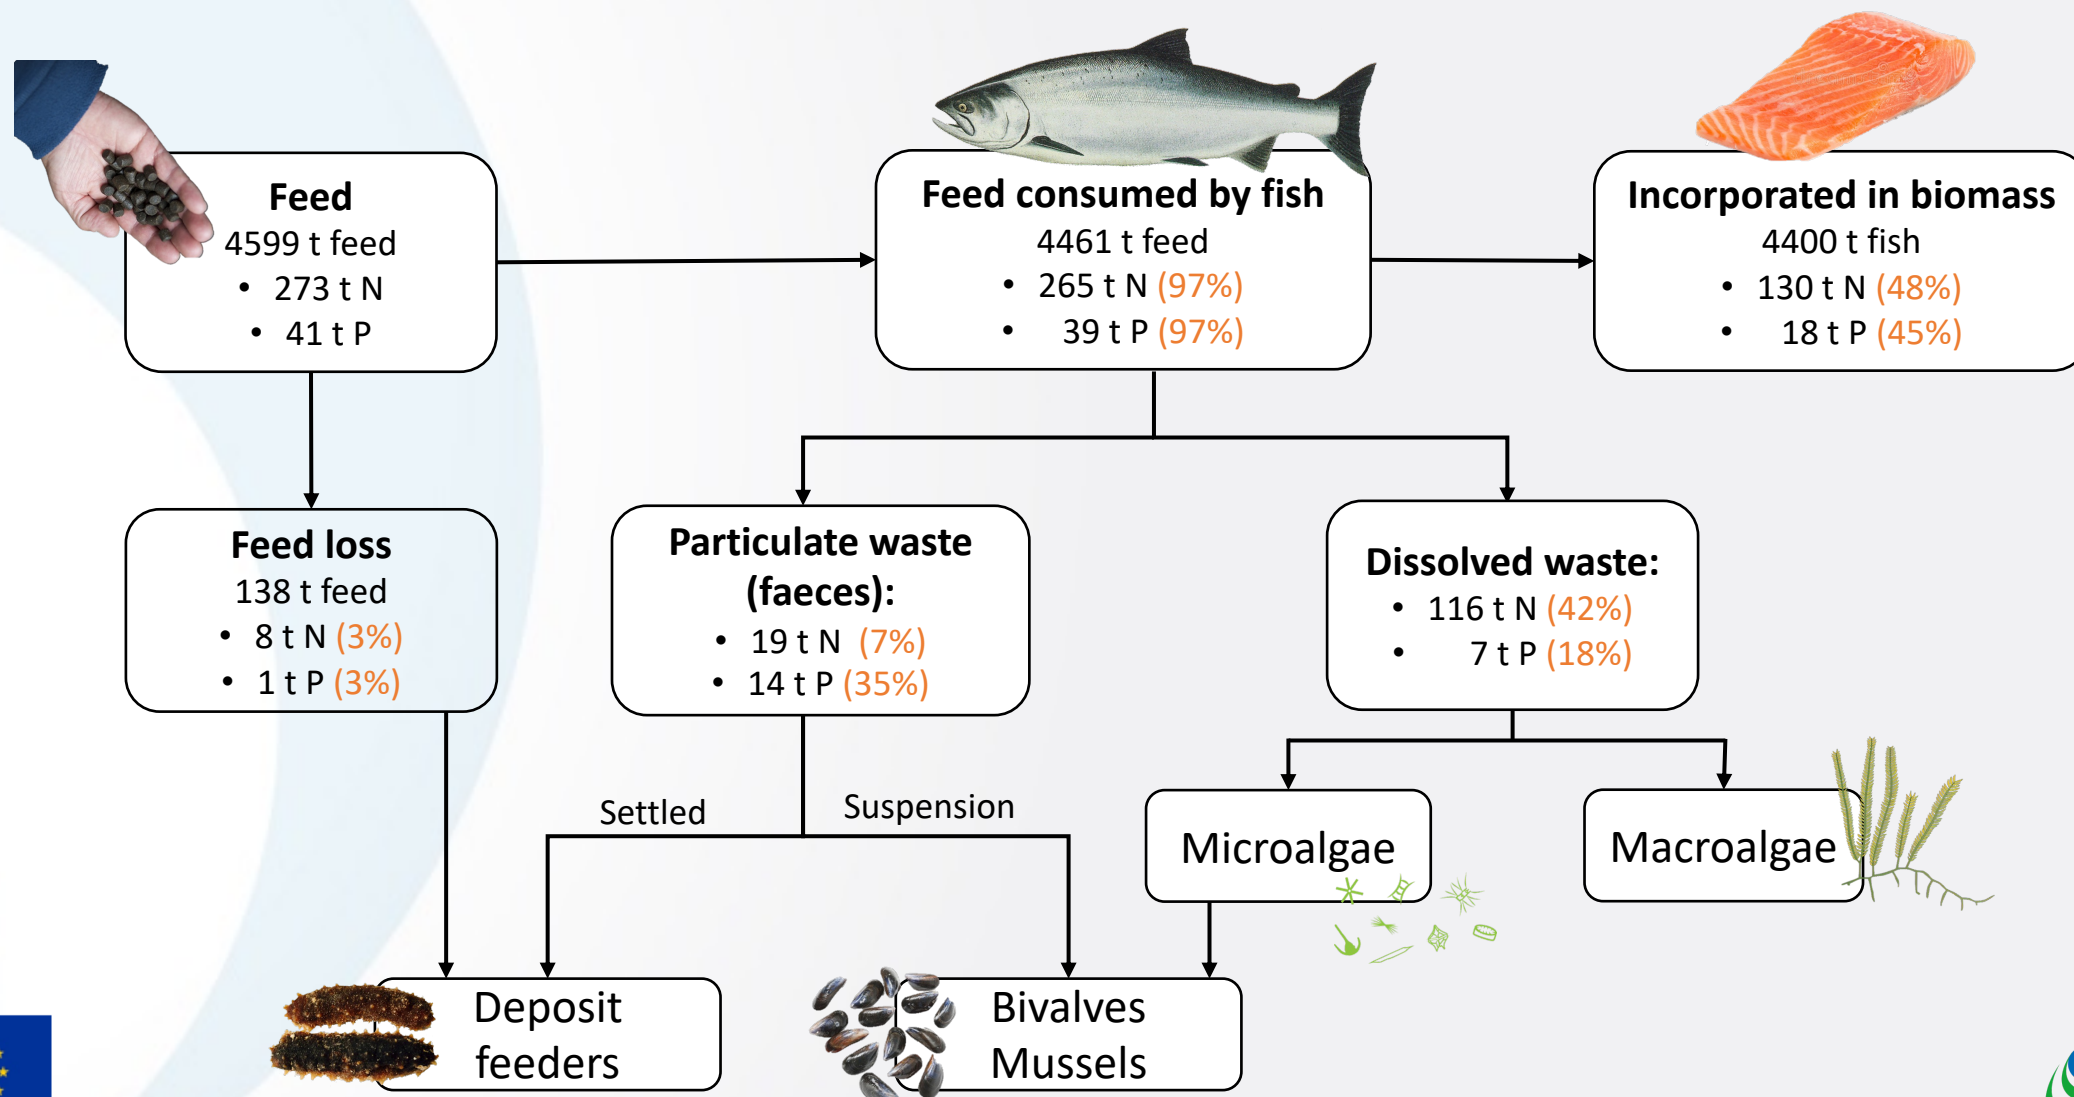 Feed
4599 t feed
• 273 t N
• 41 t P
Feed consumed by fish
4461 t feed
• 265 t N (97%)
• 39 t P (97%)
Incorporated in biomass
4400 t fish
• 130 t N (48%)
• 18 t P (45%)
Feed loss
138 t feed
• 8 t N (3%)
• 1 t P (3%)
Particulate waste
(faeces):
• 19 t N (7%)
• 14 t P (35%)
Dissolved waste:
• 116 t N (42%)
• 7 t P (18%)
Settled
Suspension
Microalgae
Macroalgae
Deposit
feeders
Bivalves
Mussels